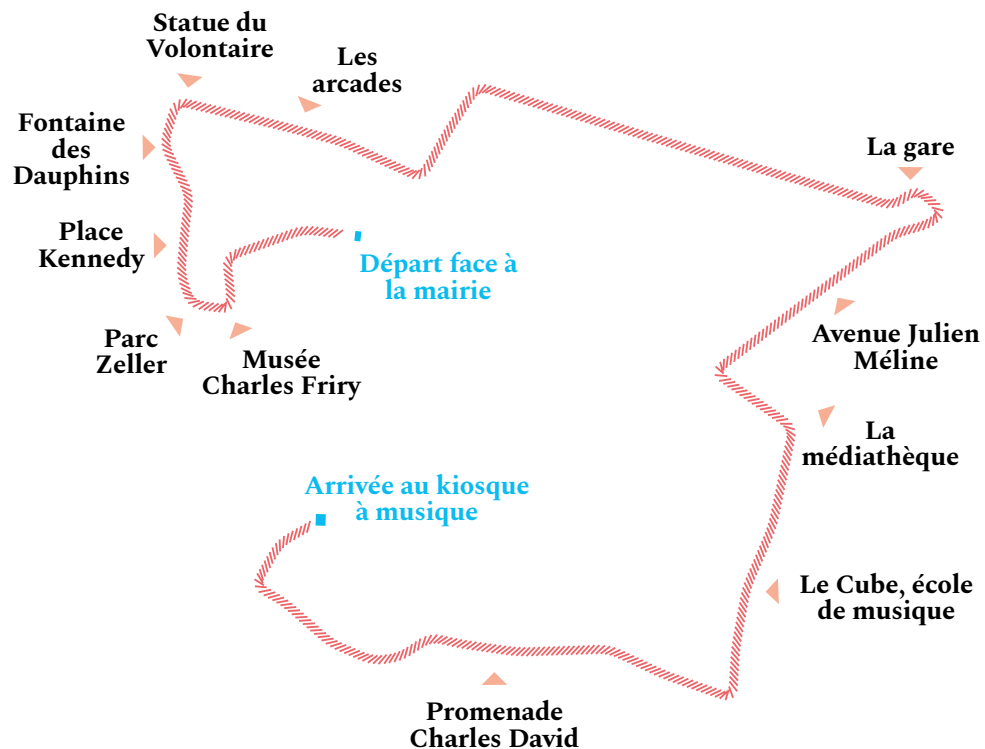 Statue du
Volontaire
Les
arcades
Fontaine
des
Dauphins
La gare
Place
Kennedy
Départ face à
la mairie
Parc
Zeller
Musée
Charles Friry
Avenue Julien
Méline
La
médiathèque
Arrivée au kiosque
à musique
Le Cube, école
de musique
Promenade
Charles David